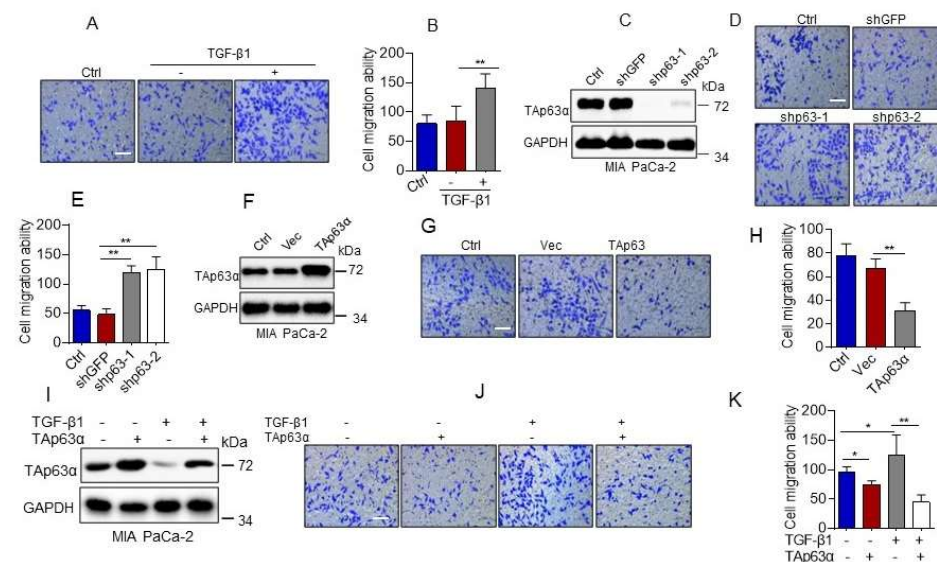 A
TGF-β1
Ctrl - +
B
Cell migration ability
200
150
100
50
0
Ctrl - +
TGF-β1
C
Ctrl shGFP shp63-1 shp63-2
kDa
TAp63α 72
GAPDH
34
MIA PaCa-2
D
Ctrl shGFP
shp63-1 shp63-2
**
E
Cell migration ability
200
150
100
50
0
**
**
Ctrl shGFP shp63-1 shp63-2
F
Ctrl Vec TAp63α
kDa
TAp63α 72
GAPDH
34
MIA PaCa-2
G
Ctrl Vec TAp63
H
Cell migration ability
100
80
60
40
20
0
**
Ctrl Vec TAp63α
I
TGF-β1 - - + +
TAp63α - + - +
kDa
TAp63α 72
GAPDH
34
MIA PaCa-2
J
TGF-β1 - - + +
TAp63α - + - +
K
Cell migration ability
200
150
100
50
0
* **
*
TGF-β1 - - + +
TAp63α - + - +